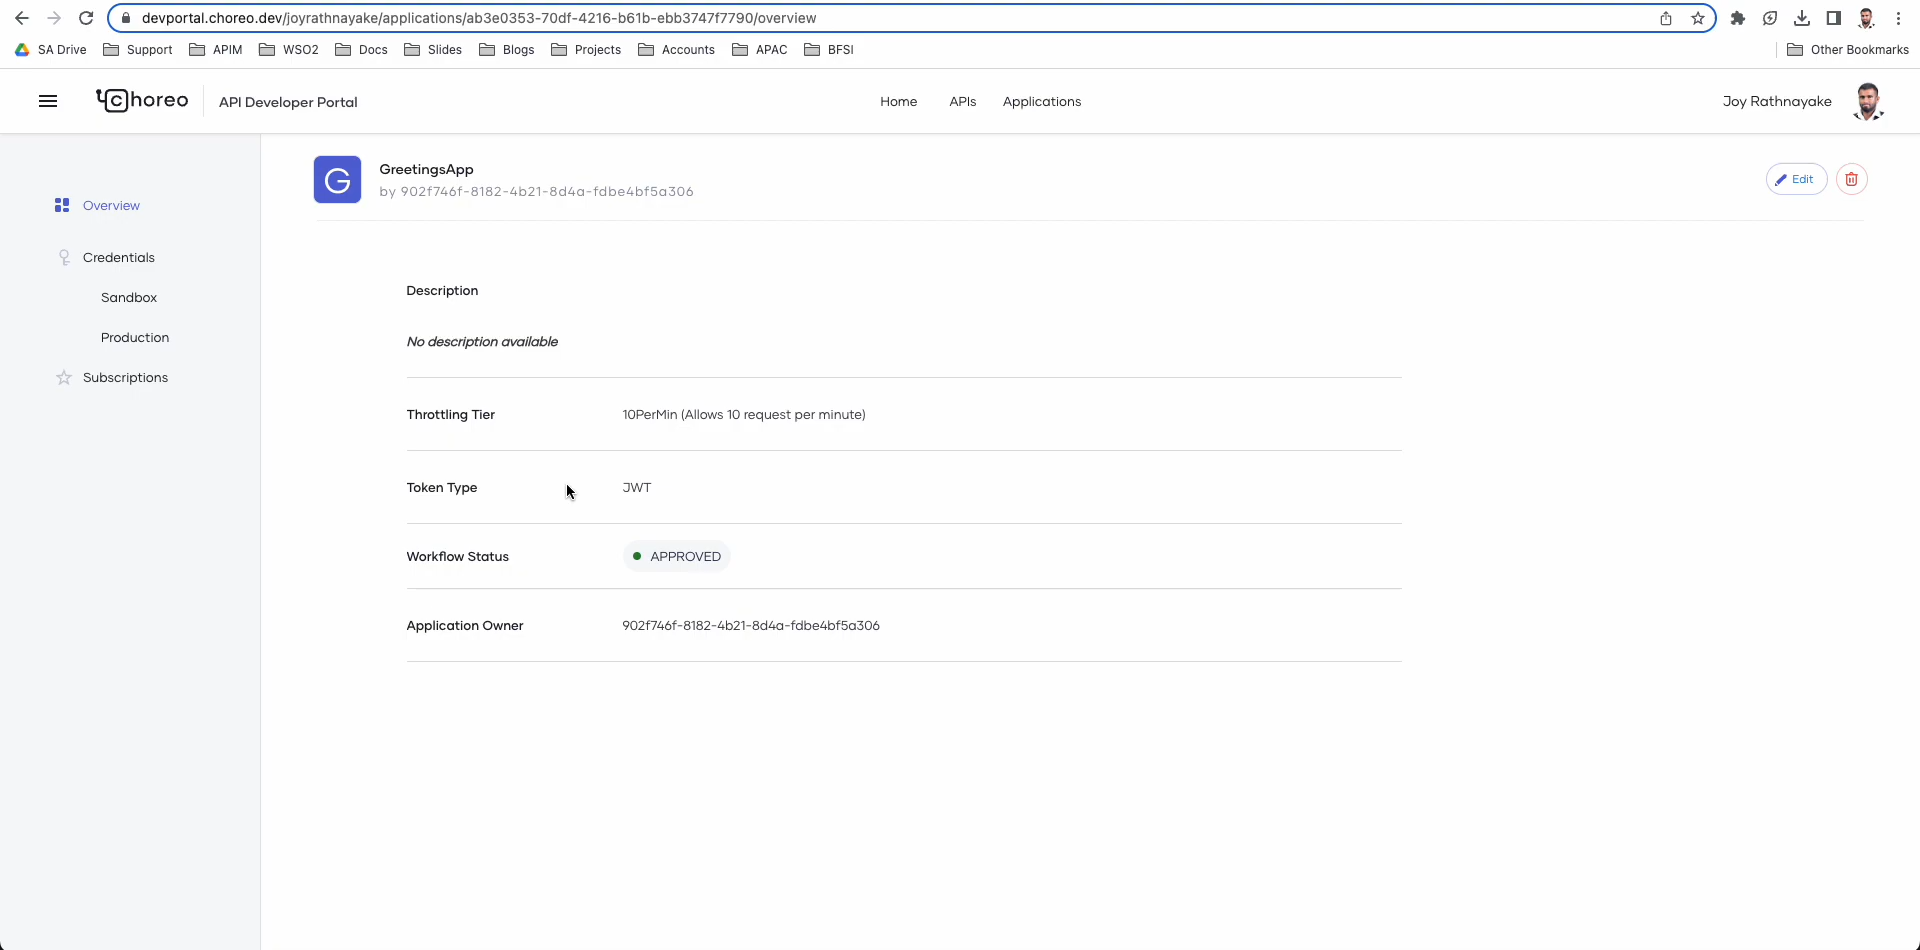 devportal.choreo.dev/joyrathnayake/applications/ab3e0353-70df-4216-b61b-ebb3747f7790/overview
SA Drive Support APIM WSO2 Docs Slides Blogs Projects Accounts APAC BFSI Other Bookmarks
Choreo API Developer Portal Home APIs Applications Joy Rathnayake
G GreetingsApp
by 902f746f-8182-4b21-8d4a-fdbe4bf5a306
Edit
Overview
Credentials
Sandbox
Production
Subscriptions
Description
No description available
Throttling Tier 10PerMin (Allows 10 request per minute)
Token Type JWT
Workflow Status APPROVED
Application Owner 902f746f-8182-4b21-8d4a-fdbe4bf5a306